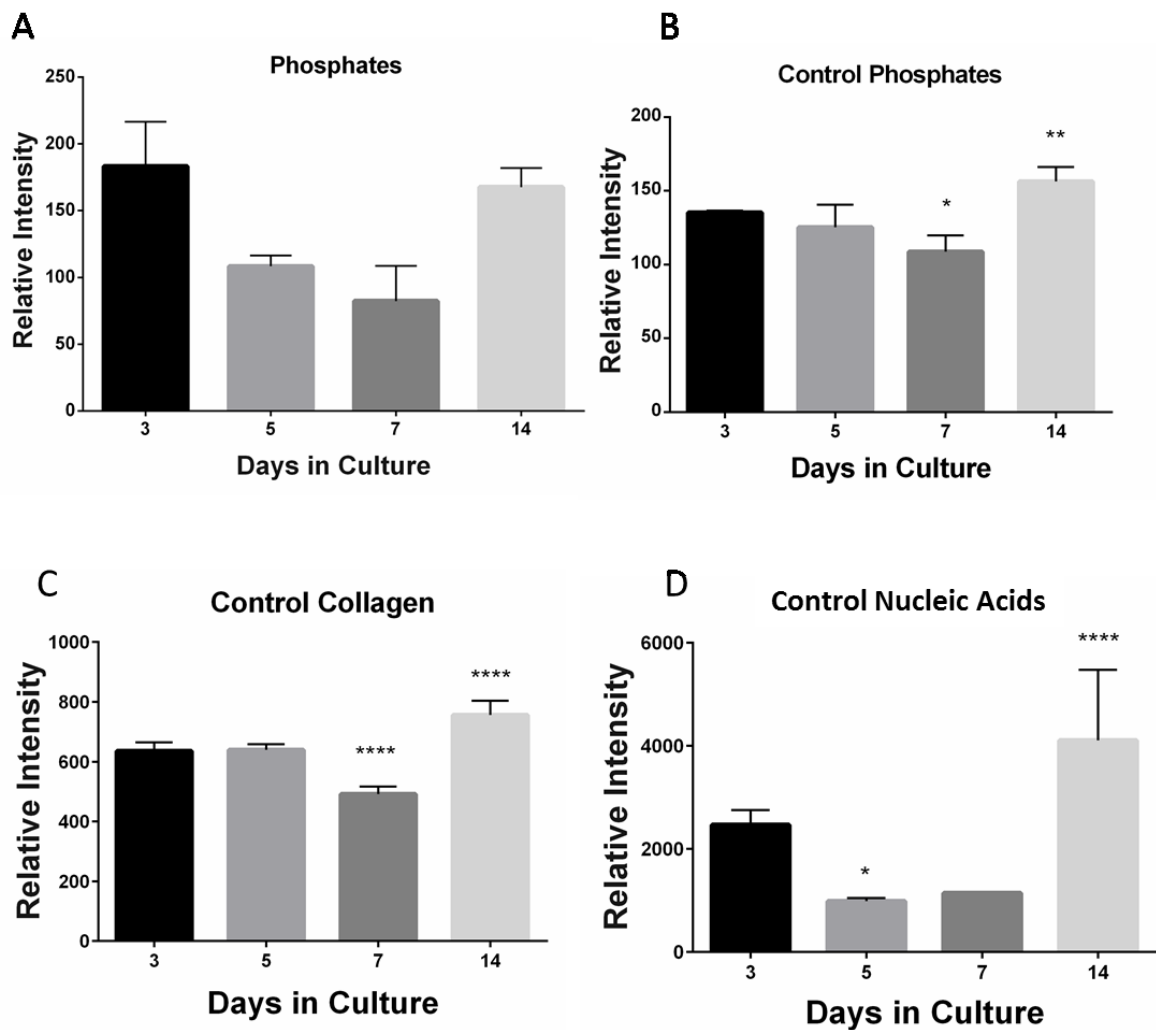 A
Phosphates
250
200
150
100
50
0
Relative Intensity
3 5 7 14
Days in Culture
B
Control Phosphates
200
150
100
50
0
Relative Intensity
*
**
3 5 7 14
Days in Culture
C
Control Collagen
1000
800
600
400
200
0
Relative Intensity
****
****
3 5 7 14
Days in Culture
D
Control Nucleic Acids
6000
4000
2000
0
Relative Intensity
*
****
3 5 7 14
Days in Culture